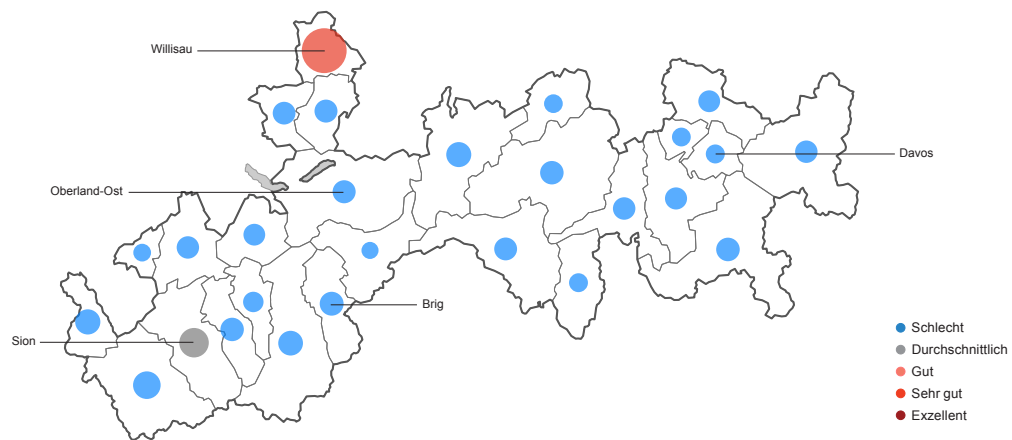 Willisau
Davos
Oberland-Ost
Brig
Sion
Schlecht
Durchschnittlich
Gut
Sehr gut
Exzellent